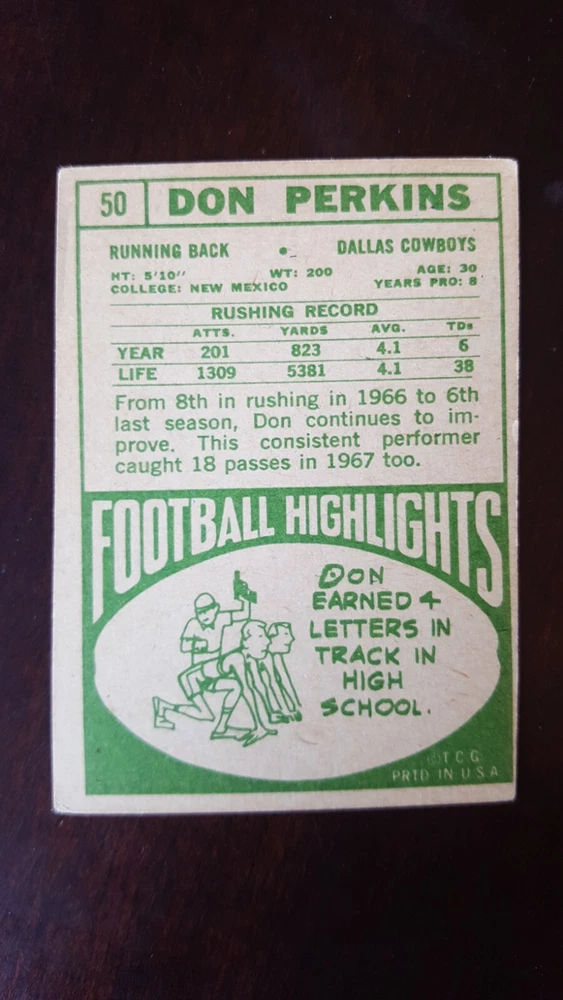 50 DON PERKINS
RUNNING BACK • DALLAS COWBOYS
HT: 5'10" WT: 200 AGE: 30
COLLEGE: NEW MEXICO YEARS PRO: 8
RUSHING RECORD
ATTS. YARDS AVG. TDs
YEAR 201 823 4.1 6
LIFE 1309 5381 4.1 38
From 8th in rushing in 1966 to 6th
last season, Don continues to im-
prove. This consistent performer
caught 18 passes in 1967 too.
FOOTBALL HIGHLIGHTS
DON
EARNED 4
LETTERS IN
TRACK IN
HIGH
SCHOOL.
©T.C.G.
PRTD. IN U.S.A.